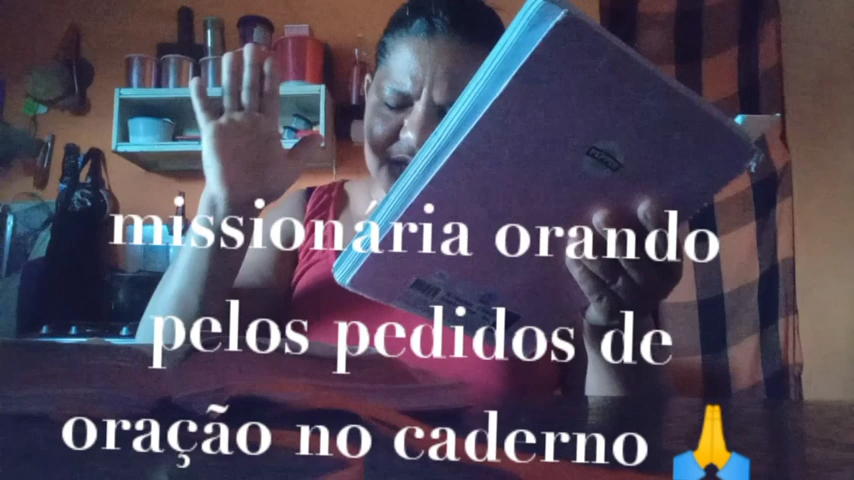 missionária orando
pelos pedidos de
oração no caderno 🙏